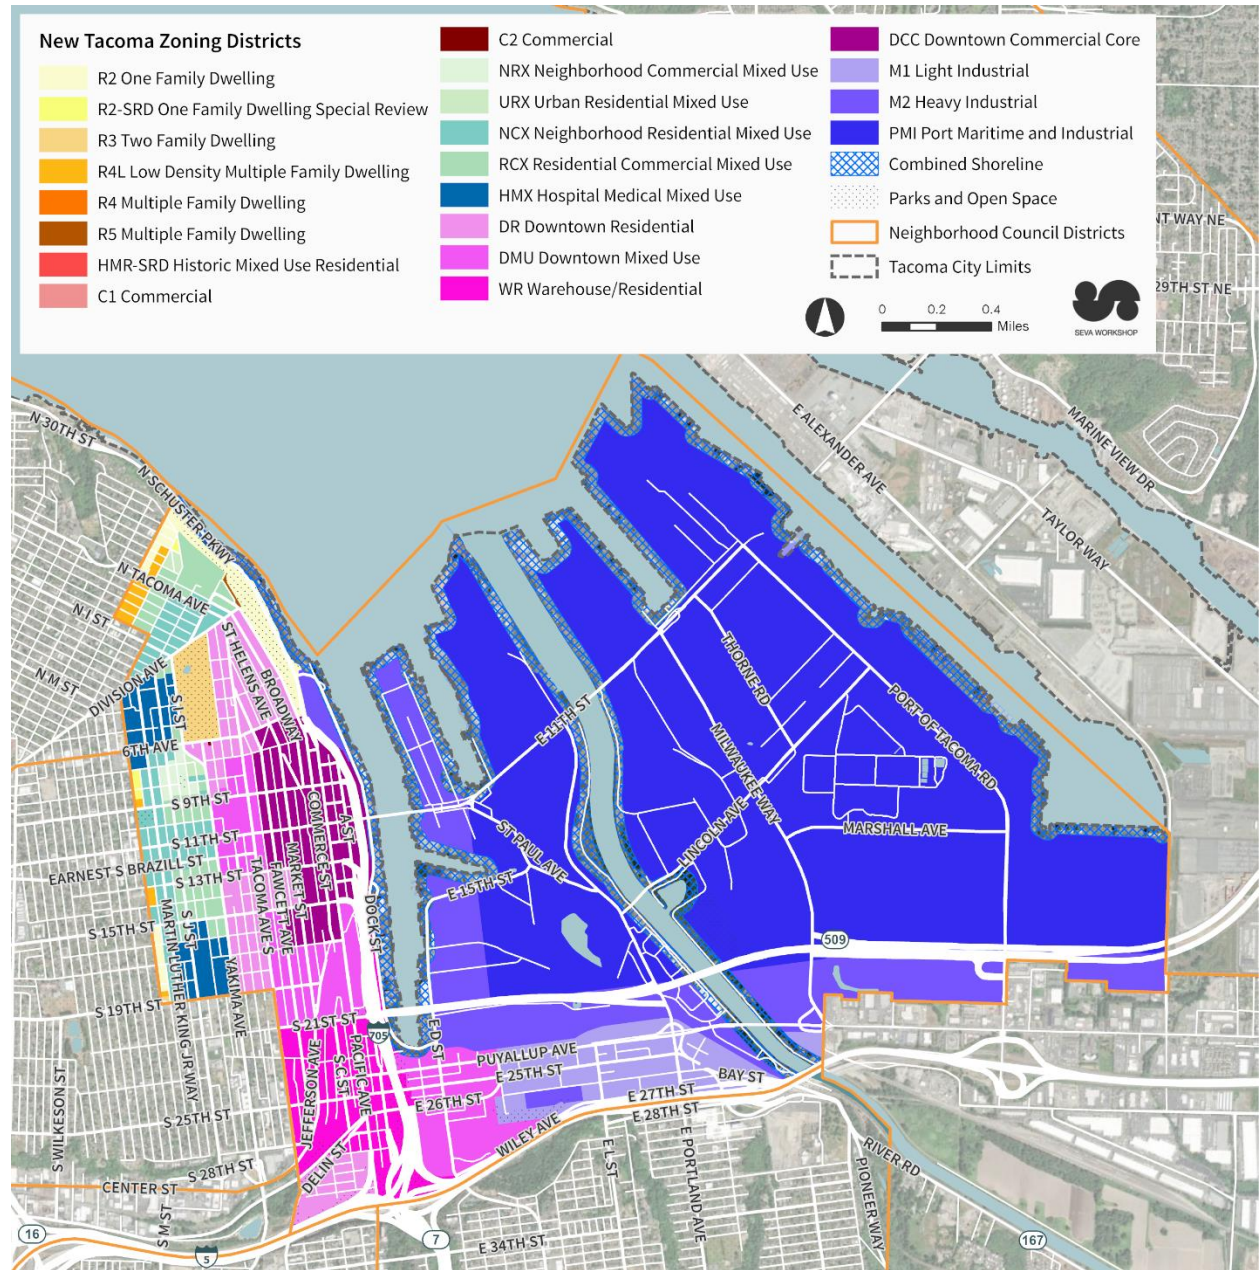 New Tacoma Zoning Districts
R2 One Family Dwelling
R2-SRD One Family Dwelling Special Review
R3 Two Family Dwelling
R4L Low Density Multiple Family Dwelling
R4 Multiple Family Dwelling
R5 Multiple Family Dwelling
HMR-SRD Historic Mixed Use Residential
C1 Commercial
C2 Commercial
NRX Neighborhood Commercial Mixed Use
URX Urban Residential Mixed Use
NCX Neighborhood Residential Mixed Use
RCX Residential Commercial Mixed Use
HMX Hospital Medical Mixed Use
DR Downtown Residential
DMU Downtown Mixed Use
WR Warehouse/Residential
DCC Downtown Commercial Core
M1 Light Industrial
M2 Heavy Industrial
PMI Port Maritime and Industrial
Combined Shoreline
Parks and Open Space
Neighborhood Council Districts
Tacoma City Limits
0 0.2 0.4
Miles
SEVA WORKSHOP
NT WAY NE
29TH ST NE
N 30TH ST
N SCHUSTER PKWY
E ALEXANDER AVE
MARINE VIEW DR
TAYLOR WAY
N TACOMA AVE
N I ST
ST HELENS AVE
BROADWAY
DIVISION AVE
N M ST
S I ST
6TH AVE
THORNE RD
PORT OF TACOMA RD
E 11TH ST
MILWAUKEE WAY
S 9TH ST
COMMERCE ST
A ST
S 11TH ST
MARKET ST
ST PAUL AVE
LINCOLN AVE
MARSHALL AVE
EARNEST S BRAZILL ST
S 13TH ST
TACOMA AVE S
FAWCETT AVE
E 15TH ST
DOCK ST
S 15TH ST
MARTIN LUTHER KING JR WAY
S J ST
YAKIMA AVE
509
S 19TH ST
S 21ST ST
705
E D ST
PUYALLUP AVE
JEFFERSON AVE
S C ST
PACIFIC AVE
E 25TH ST
BAY ST
S WILKESON ST
S 25TH ST
E 26TH ST
E 27TH ST
E 28TH ST
WILEY AVE
DELIN ST
S 28TH ST
CENTER ST
S M ST
E L ST
E PORTLAND AVE
RIVER RD
PIONEER WAY
16
5
7
E 34TH ST
167